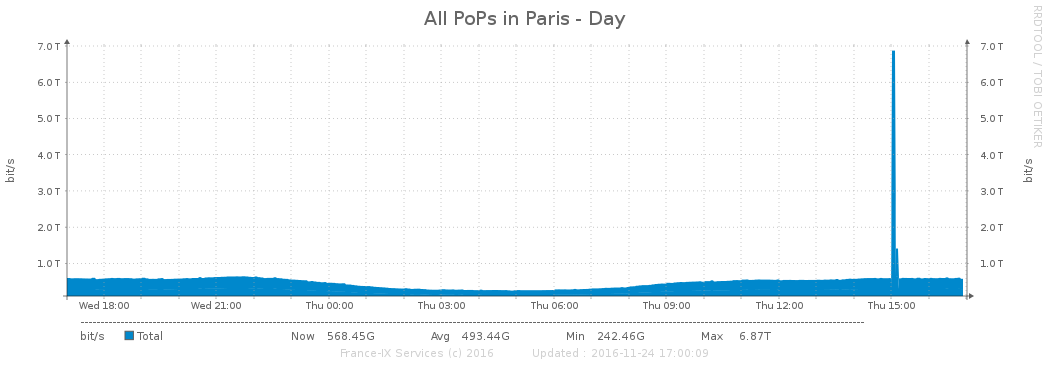 All PoPs in Paris - Day
RRDTOOL / TOBI OETIKER
bit/s
7.0 T 7.0 T
6.0 T 6.0 T
5.0 T 5.0 T
4.0 T 4.0 T
3.0 T 3.0 T
2.0 T 2.0 T
1.0 T 1.0 T
bit/s
Wed 18:00 Wed 21:00 Thu 00:00 Thu 03:00 Thu 06:00 Thu 09:00 Thu 12:00 Thu 15:00
bit/s Total Now 568.45G Avg 493.44G Min 242.46G Max 6.87T
France-IX Services (c) 2016 Updated : 2016-11-24 17:00:09